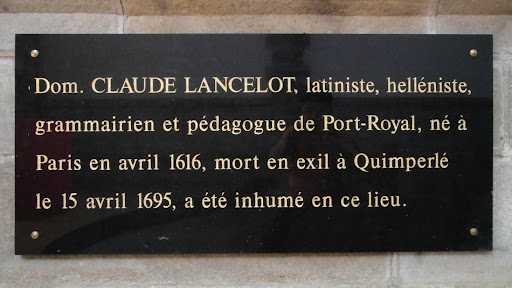 Dom. CLAUDE LANCELOT, latiniste, helléniste,
grammairien et pédagogue de Port-Royal, né à
Paris en avril 1616, mort en exil à Quimperlé
le 15 avril 1695, a été inhumé en ce lieu.